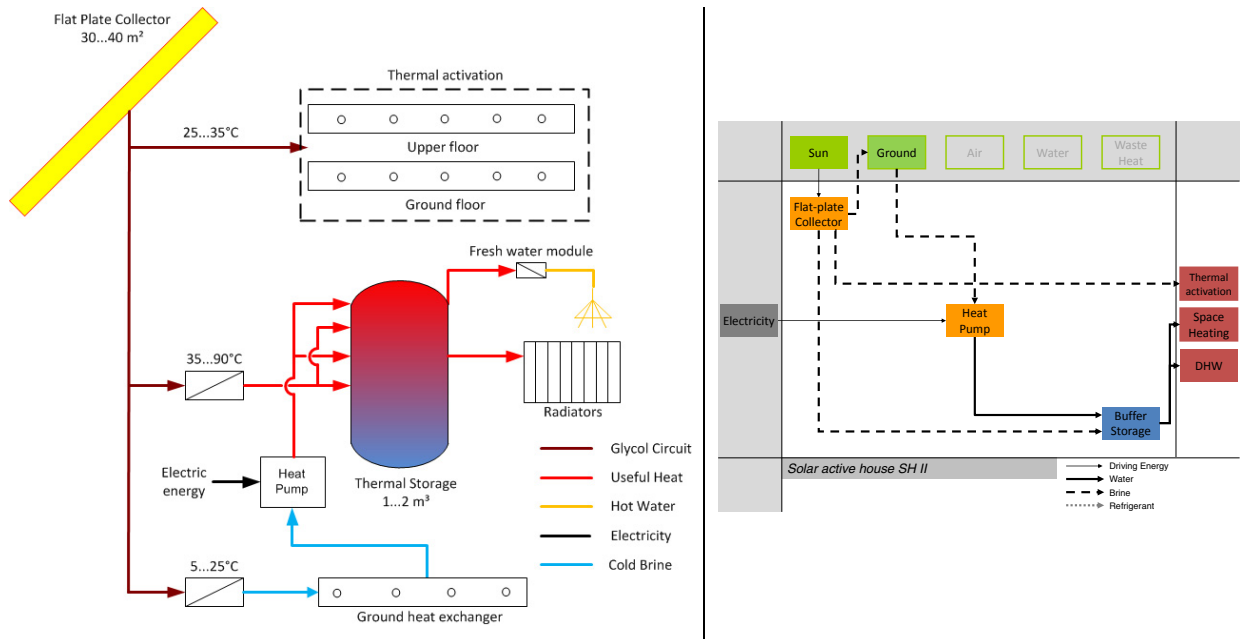 Flat Plate Collector
30...40 m²
Thermal activation
25...35°C
Upper floor
Ground floor
Fresh water module
35...90°C
Radiators
Electric
energy
Heat
Pump
Thermal Storage
1...2 m³
Glycol Circuit
Useful Heat
Hot Water
Electricity
Cold Brine
5...25°C
Ground heat exchanger
Sun
Ground
Air
Water
Waste
Heat
Flat-plate
Collector
Thermal
activation
Electricity
Heat
Pump
Space
Heating
DHW
Buffer
Storage
Solar active house SH II
Driving Energy
Water
Brine
Refrigerant